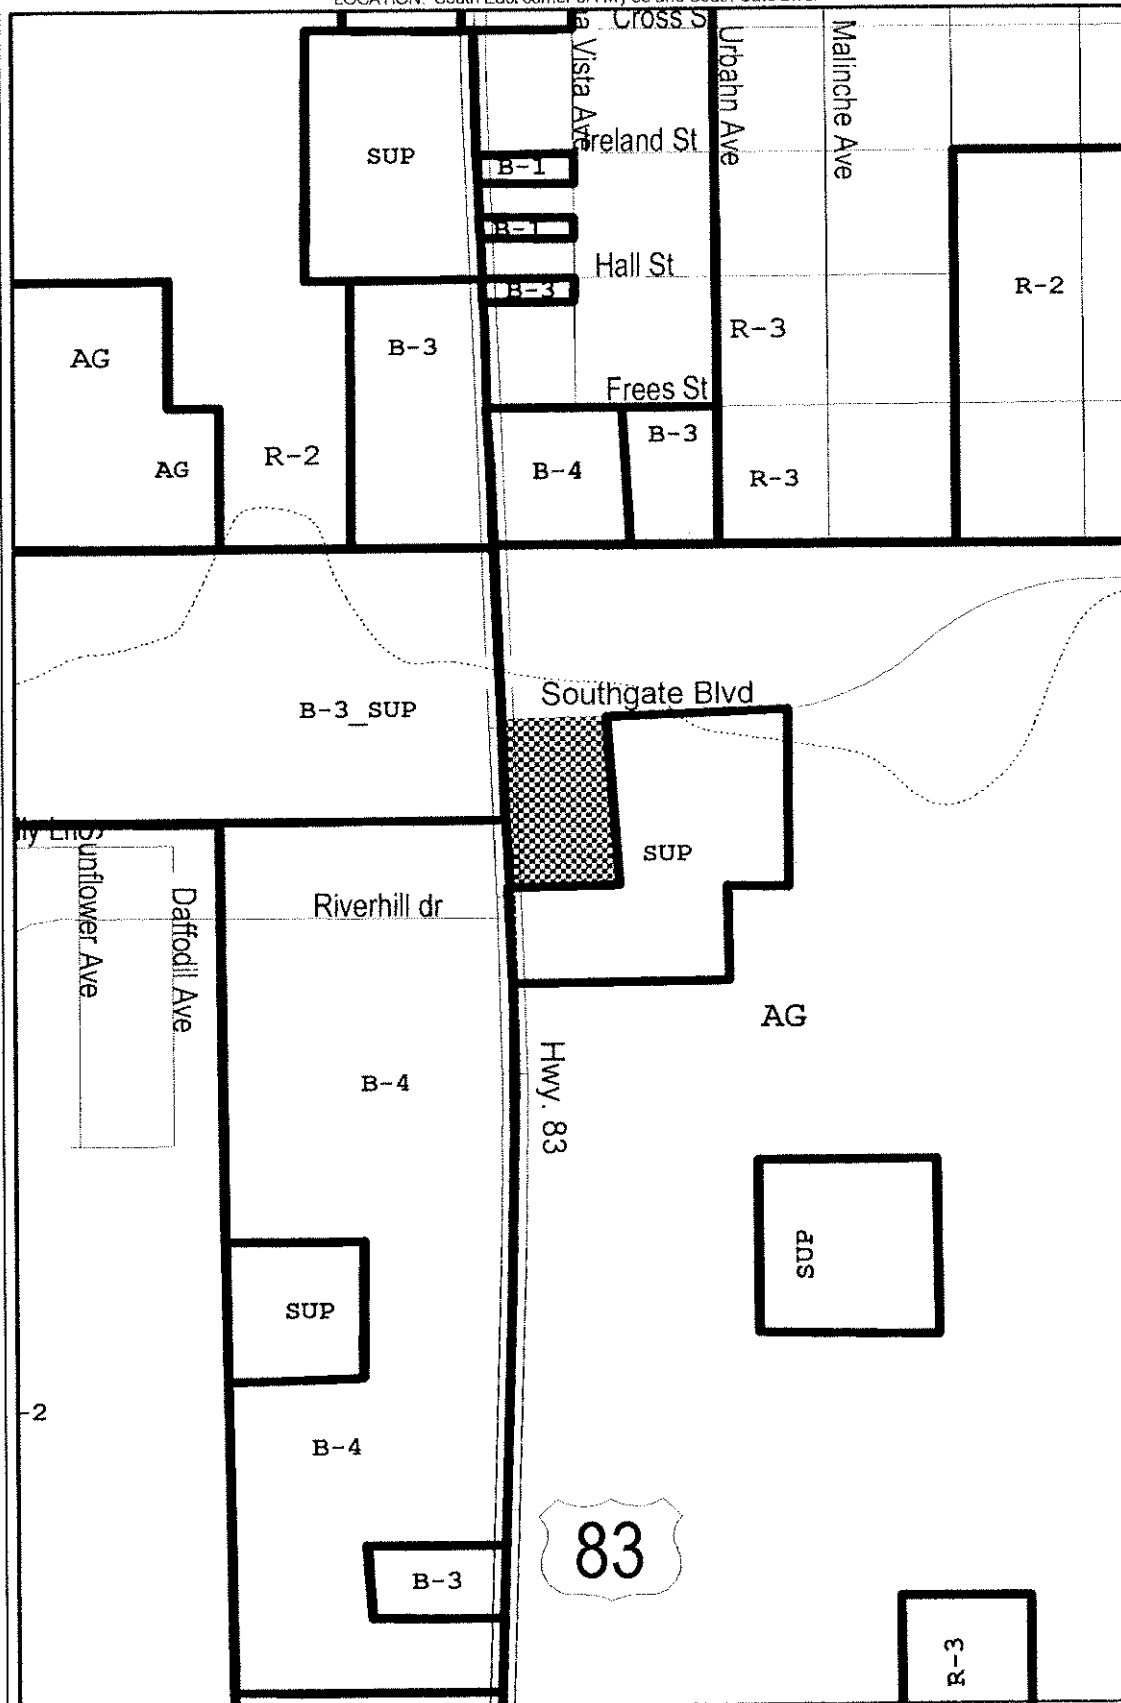 Cross S
a Vista Ave
Urbahn Ave
Malinche Ave
Ireland St
SUP
B-1
B-1
Hall St
B-3
R-2
AG
B-3
R-3
Frees St
B-3
AG
R-2
B-4
R-3
Southgate Blvd
B-3_SUP
SUP
Sunflower Ave
Daffodil Ave
Riverhill dr
AG
Hwy. 83
B-4
SUP
SUP
-2
B-4
83
B-3
R-3